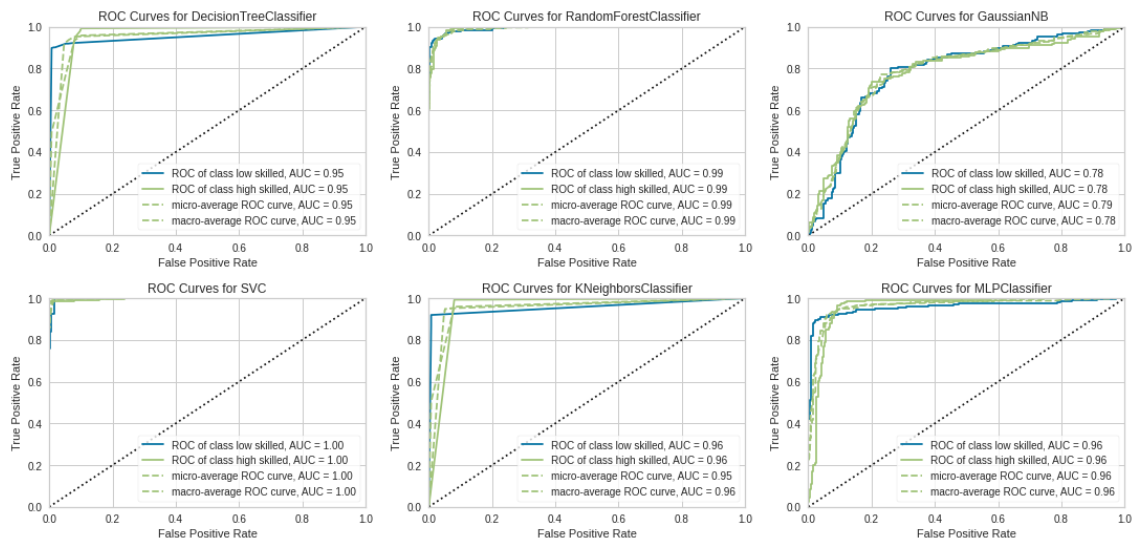 ROC Curves for DecisionTreeClassifier
1.0
0.8
0.6
0.4
0.2
0.0
True Positive Rate
ROC of class low skilled, AUC = 0.95
ROC of class high skilled, AUC = 0.95
micro-average ROC curve, AUC = 0.95
macro-average ROC curve, AUC = 0.95
0.0 0.2 0.4 0.6 0.8 1.0
False Positive Rate
ROC Curves for RandomForestClassifier
1.0
0.8
0.6
0.4
0.2
0.0
True Positive Rate
ROC of class low skilled, AUC = 0.99
ROC of class high skilled, AUC = 0.99
micro-average ROC curve, AUC = 0.99
macro-average ROC curve, AUC = 0.99
0.0 0.2 0.4 0.6 0.8 1.0
False Positive Rate
ROC Curves for GaussianNB
1.0
0.8
0.6
0.4
0.2
0.0
True Positive Rate
ROC of class low skilled, AUC = 0.78
ROC of class high skilled, AUC = 0.78
micro-average ROC curve, AUC = 0.79
macro-average ROC curve, AUC = 0.78
0.0 0.2 0.4 0.6 0.8 1.0
False Positive Rate
ROC Curves for SVC
1.0
0.8
0.6
0.4
0.2
0.0
True Positive Rate
ROC of class low skilled, AUC = 1.00
ROC of class high skilled, AUC = 1.00
micro-average ROC curve, AUC = 1.00
macro-average ROC curve, AUC = 1.00
0.0 0.2 0.4 0.6 0.8 1.0
False Positive Rate
ROC Curves for KNeighborsClassifier
1.0
0.8
0.6
0.4
0.2
0.0
True Positive Rate
ROC of class low skilled, AUC = 0.96
ROC of class high skilled, AUC = 0.96
micro-average ROC curve, AUC = 0.95
macro-average ROC curve, AUC = 0.96
0.0 0.2 0.4 0.6 0.8 1.0
False Positive Rate
ROC Curves for MLPClassifier
1.0
0.8
0.6
0.4
0.2
0.0
True Positive Rate
ROC of class low skilled, AUC = 0.96
ROC of class high skilled, AUC = 0.96
micro-average ROC curve, AUC = 0.96
macro-average ROC curve, AUC = 0.96
0.0 0.2 0.4 0.6 0.8 1.0
False Positive Rate